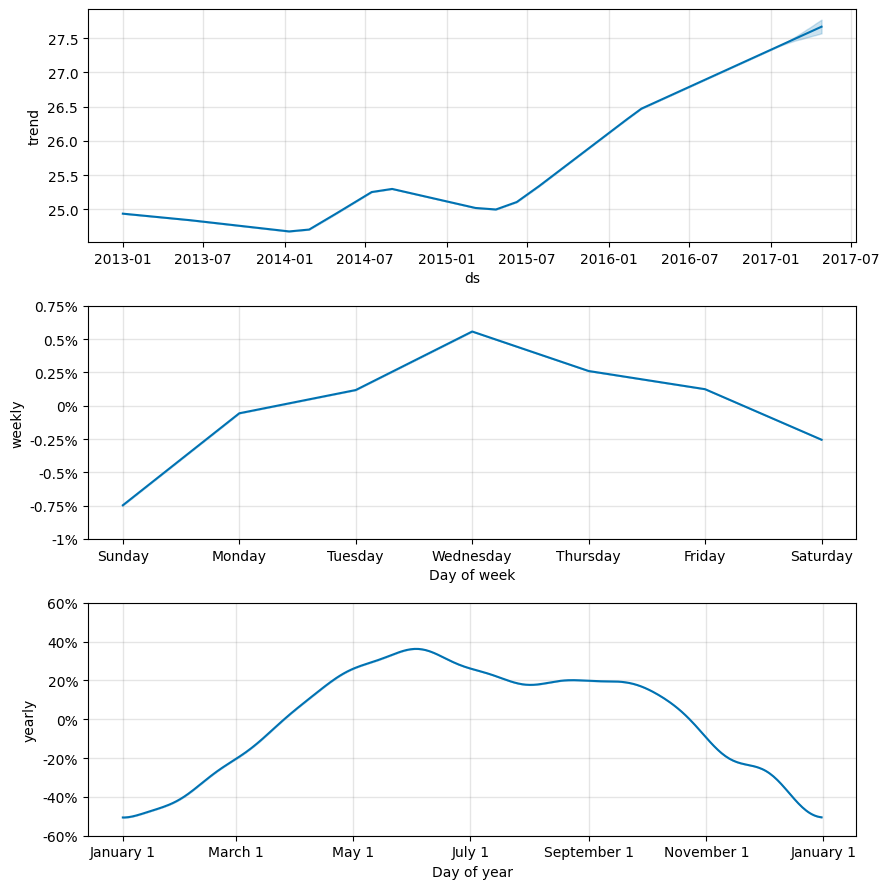 27.5
27.0
26.5
26.0
25.5
25.0
trend
2013-01 2013-07 2014-01 2014-07 2015-01 2015-07 2016-01 2016-07 2017-01 2017-07
ds
0.75%
0.5%
0.25%
0%
-0.25%
-0.5%
-0.75%
-1%
weekly
Sunday Monday Tuesday Wednesday Thursday Friday Saturday
Day of week
60%
40%
20%
0%
-20%
-40%
-60%
yearly
January 1 March 1 May 1 July 1 September 1 November 1 January 1
Day of year